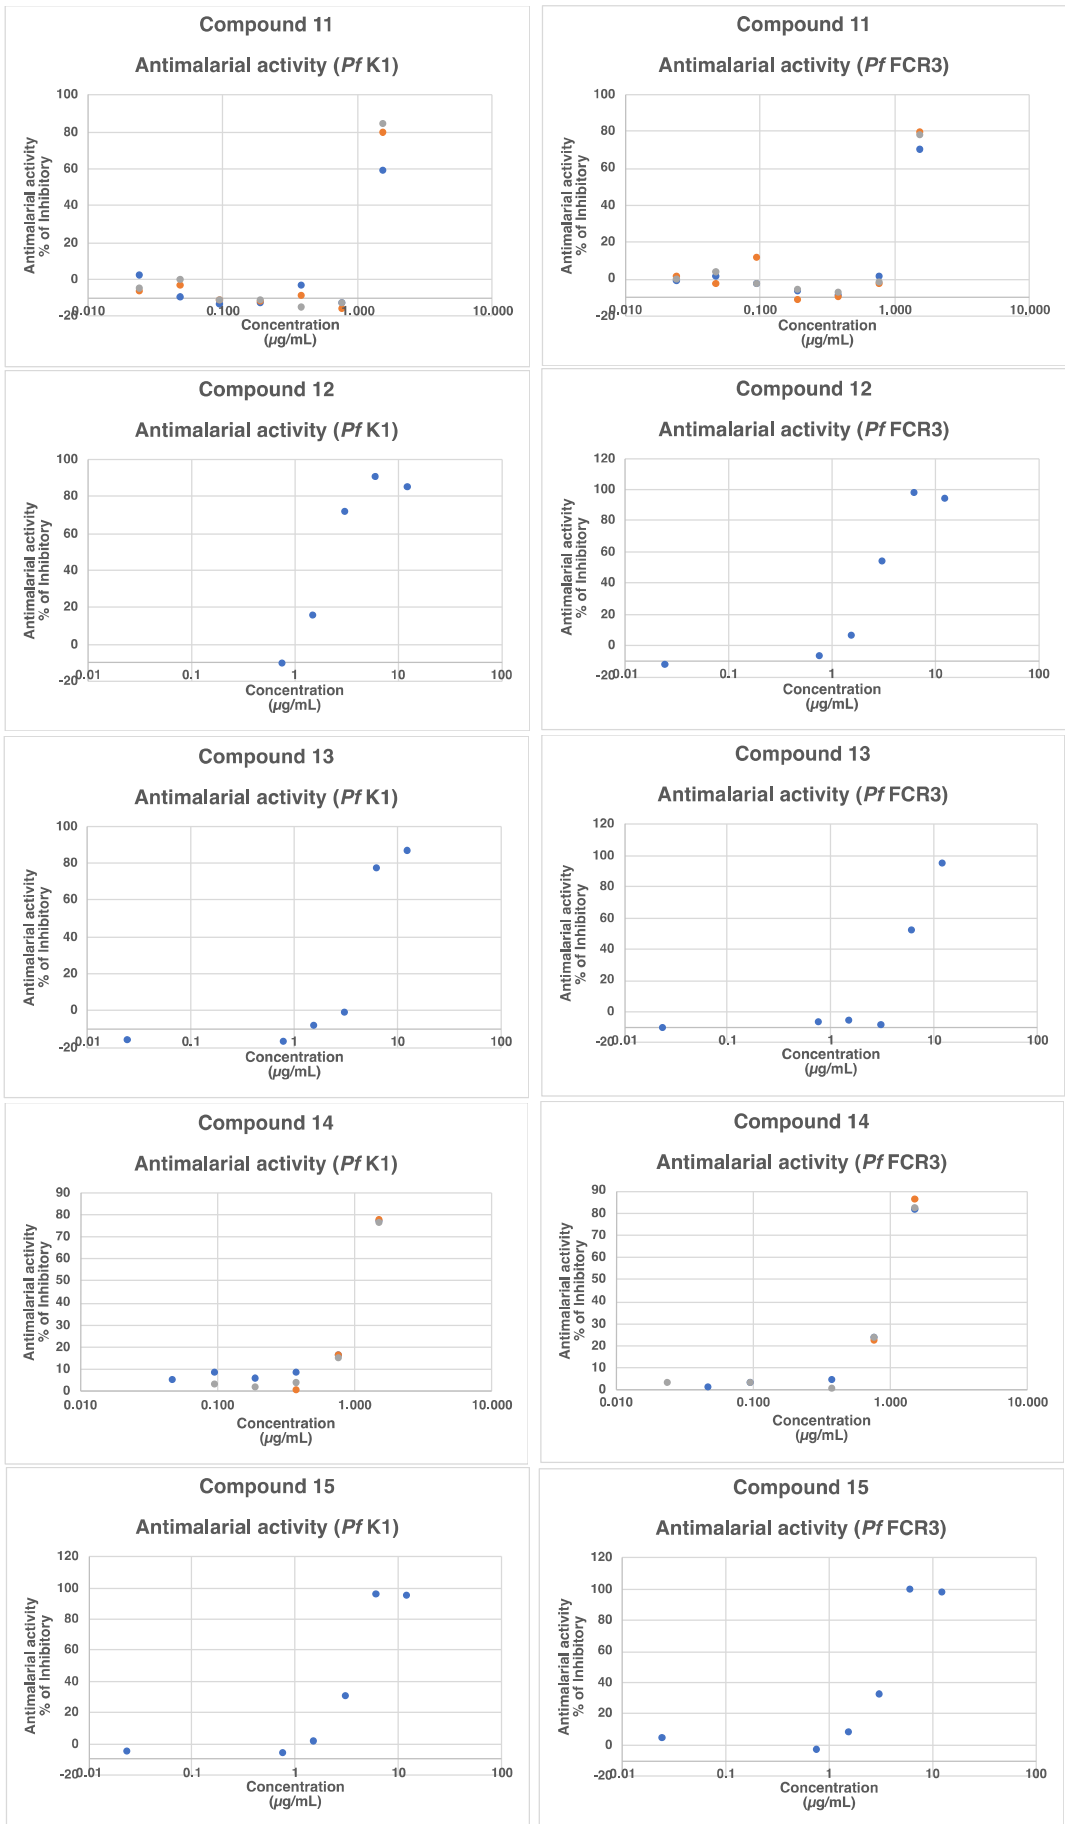 Compound 11
Antimalarial activity (Pf K1)
Antimalarial activity
% of Inhibitory
100
80
60
40
20
0
-20
0.010
0.100
1.000
10.000
Concentration
(µg/mL)
Compound 11
Antimalarial activity (Pf FCR3)
Antimalarial activity
% of Inhibitory
100
80
60
40
20
0
-20
0.010
0.100
1.000
10.000
Concentration
(µg/mL)
Compound 12
Antimalarial activity (Pf K1)
Antimalarial activity
% of Inhibitory
100
80
60
40
20
0
-20
0.01
0.1
1
10
100
Concentration
(µg/mL)
Compound 12
Antimalarial activity (Pf FCR3)
Antimalarial activity
% of Inhibitory
120
100
80
60
40
20
0
-20
0.01
0.1
1
10
100
Concentration
(µg/mL)
Compound 13
Antimalarial activity (Pf K1)
Antimalarial activity
% of Inhibitory
100
80
60
40
20
0
-20
0.01
0.1
1
10
100
Concentration
(µg/mL)
Compound 13
Antimalarial activity (Pf FCR3)
Antimalarial activity
% of Inhibitory
120
100
80
60
40
20
0
-20
0.01
0.1
1
10
100
Concentration
(µg/mL)
Compound 14
Antimalarial activity (Pf K1)
Antimalarial activity
% of Inhibitory
90
80
70
60
50
40
30
20
10
0
0.010
0.100
1.000
10.000
Concentration
(µg/mL)
Compound 14
Antimalarial activity (Pf FCR3)
Antimalarial activity
% of Inhibitory
90
80
70
60
50
40
30
20
10
0
0.010
0.100
1.000
10.000
Concentration
(µg/mL)
Compound 15
Antimalarial activity (Pf K1)
Antimalarial activity
% of Inhibitory
120
100
80
60
40
20
0
-20
0.01
0.1
1
10
100
Concentration
(µg/mL)
Compound 15
Antimalarial activity (Pf FCR3)
Antimalarial activity
% of Inhibitory
120
100
80
60
40
20
0
-20
0.01
0.1
1
10
100
Concentration
(µg/mL)